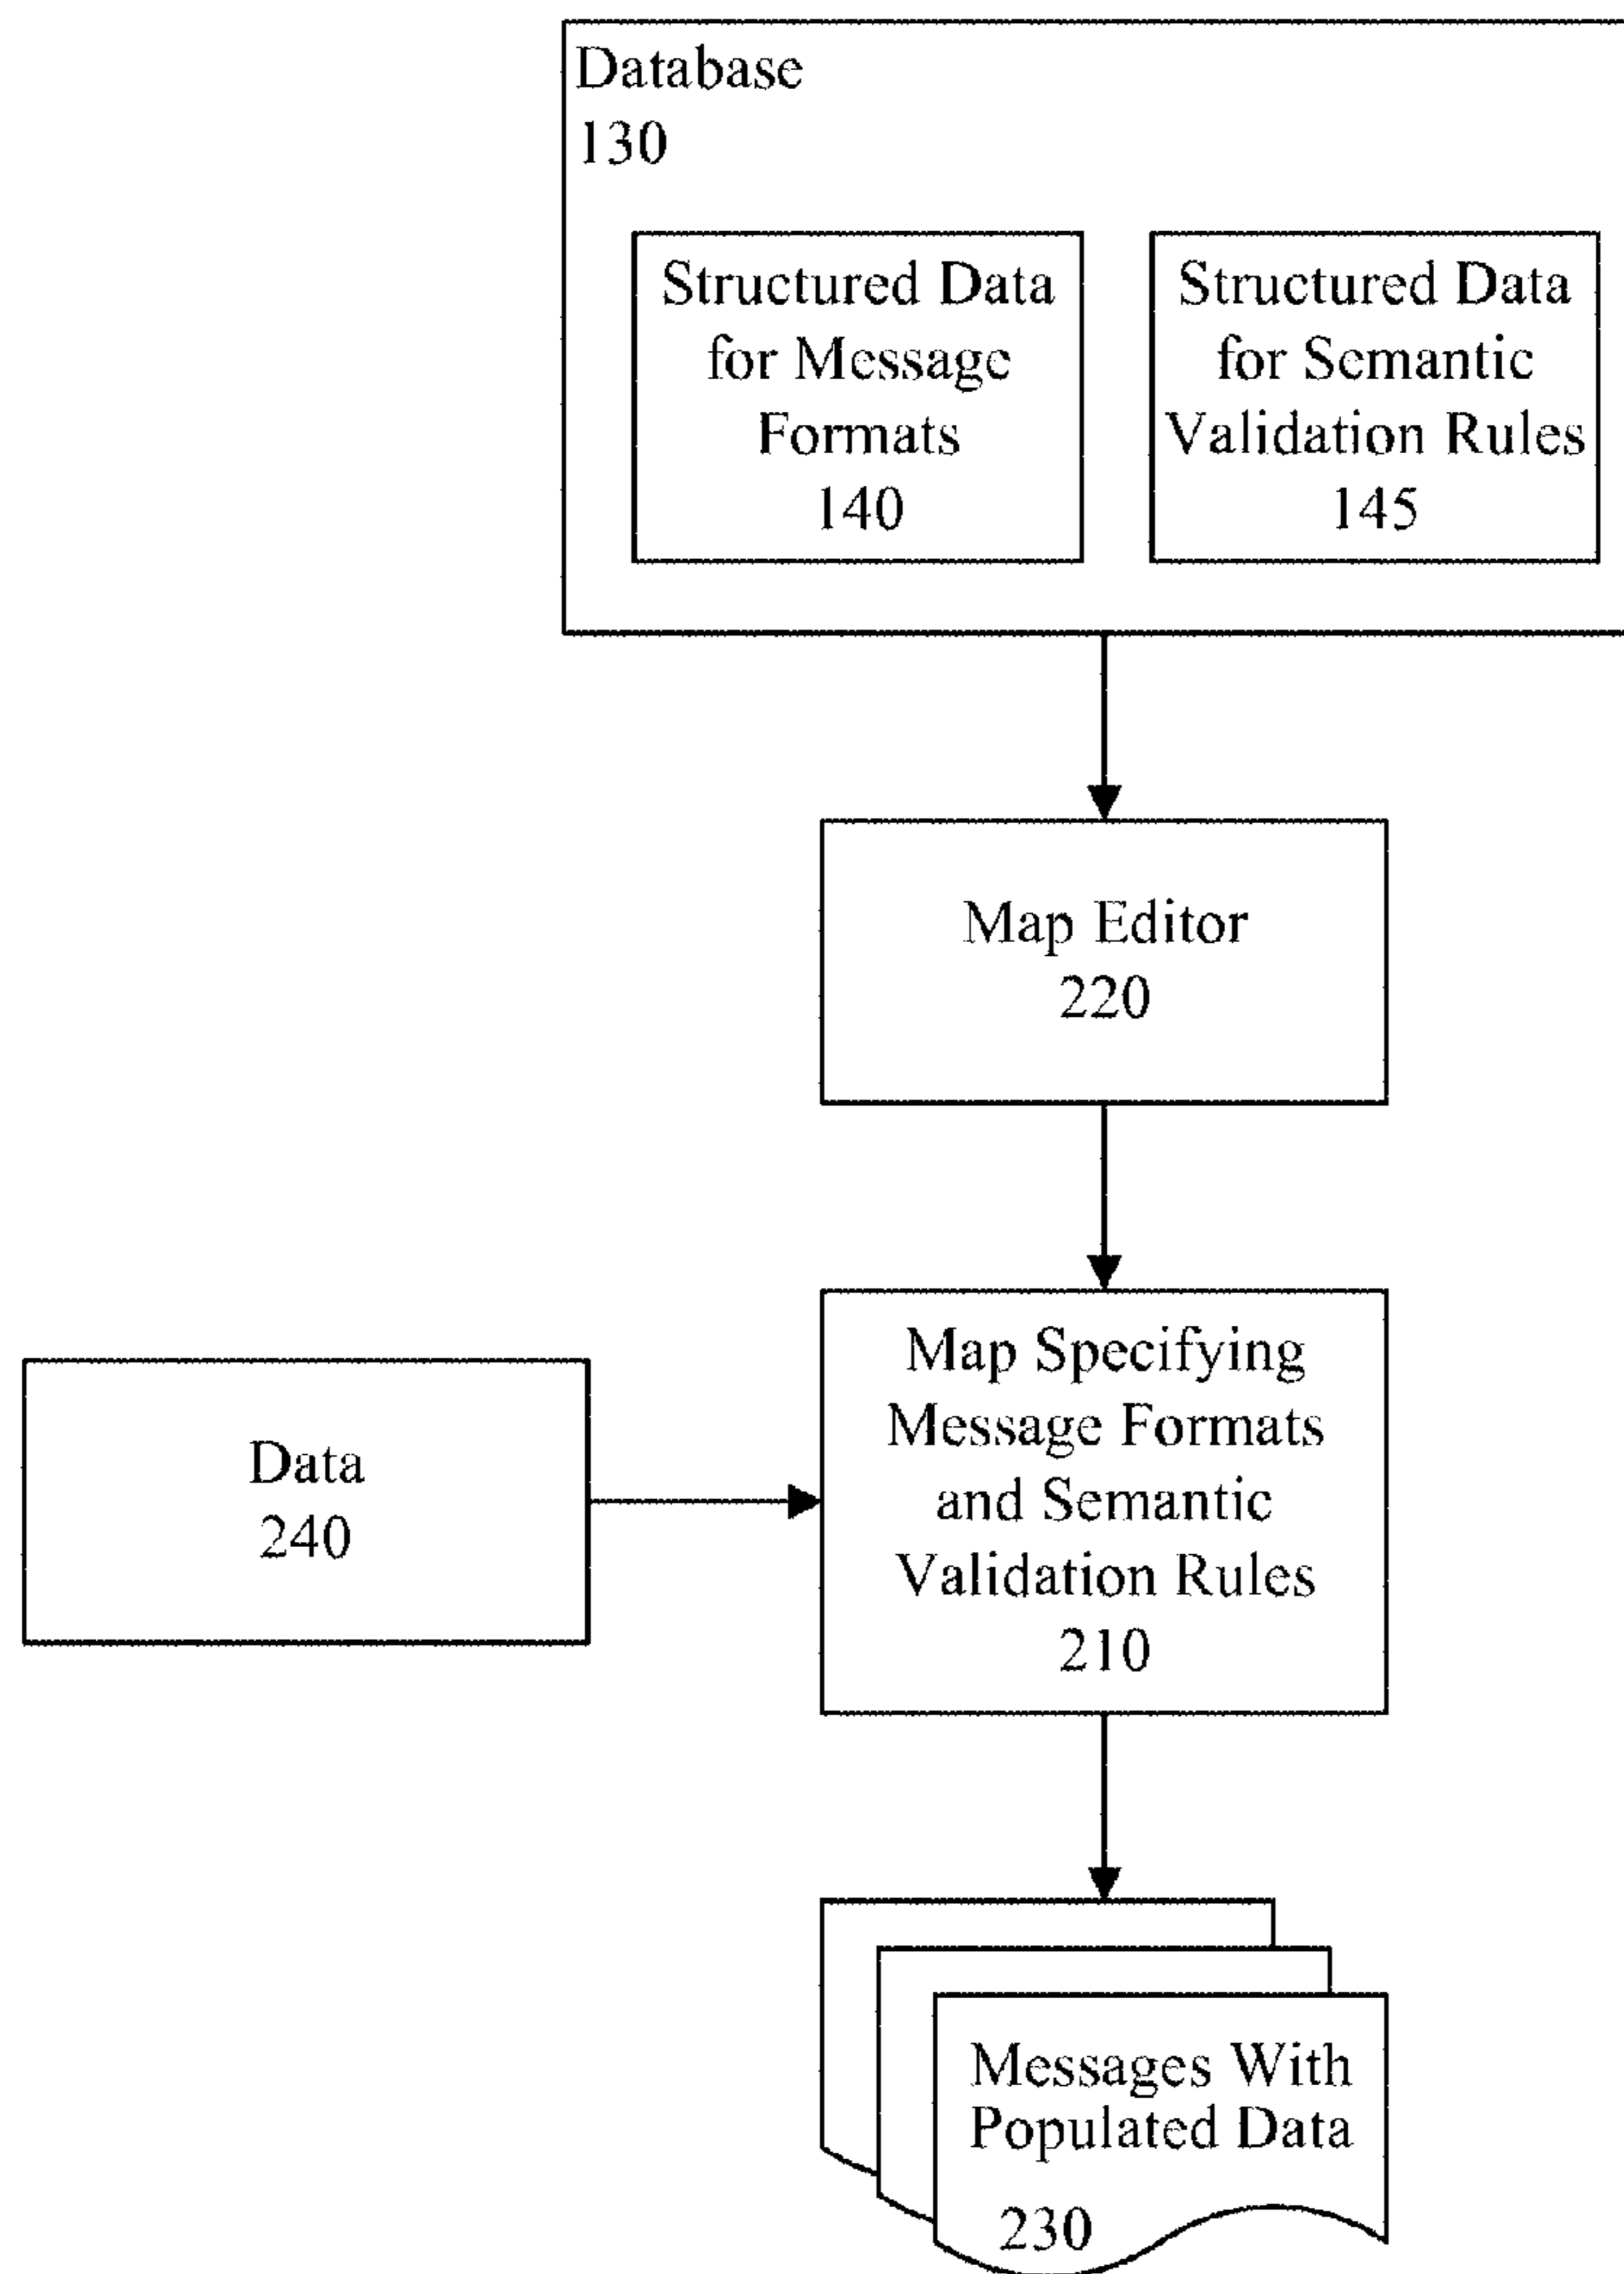 Database
130
Structured Data
for Message
Formats
140
Structured Data
for Semantic
Validation Rules
145
Map Editor
220
Data
240
Map Specifying
Message Formats
and Semantic
Validation Rules
210
Messages With
Populated Data
230